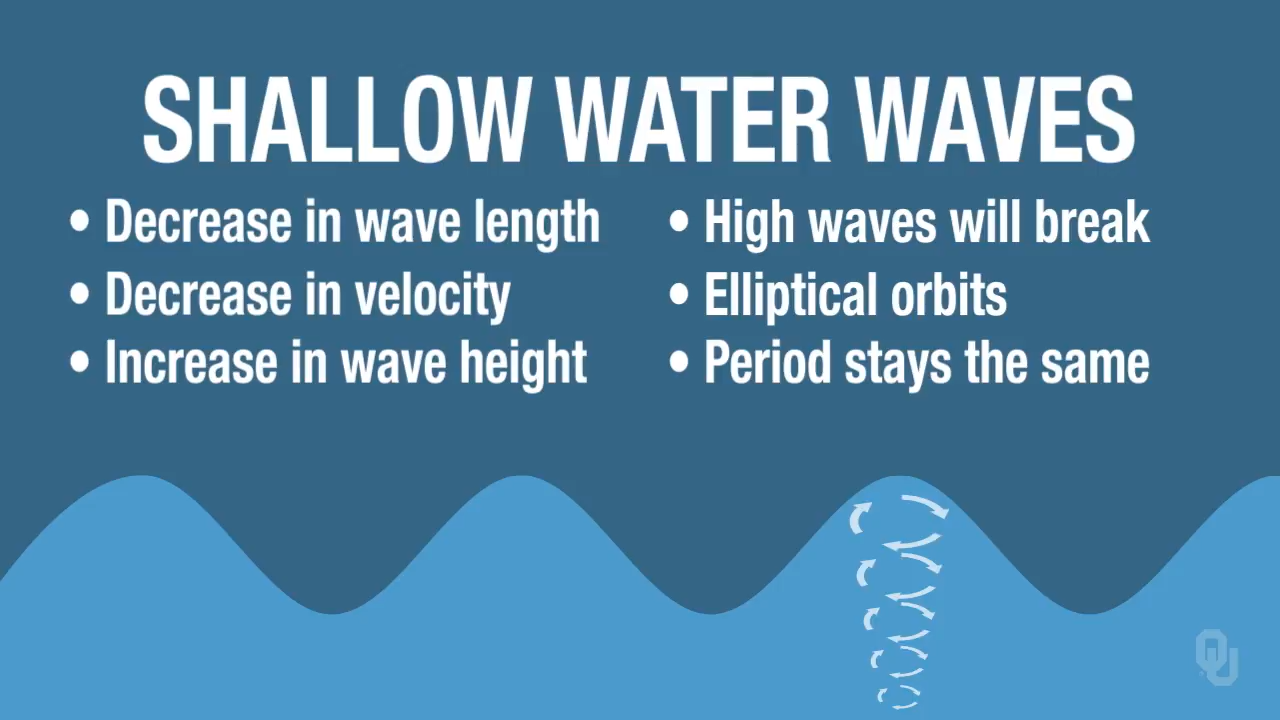 SHALLOW WATER WAVES
• Decrease in wave length
• Decrease in velocity
• Increase in wave height
• High waves will break
• Elliptical orbits
• Period stays the same
OU